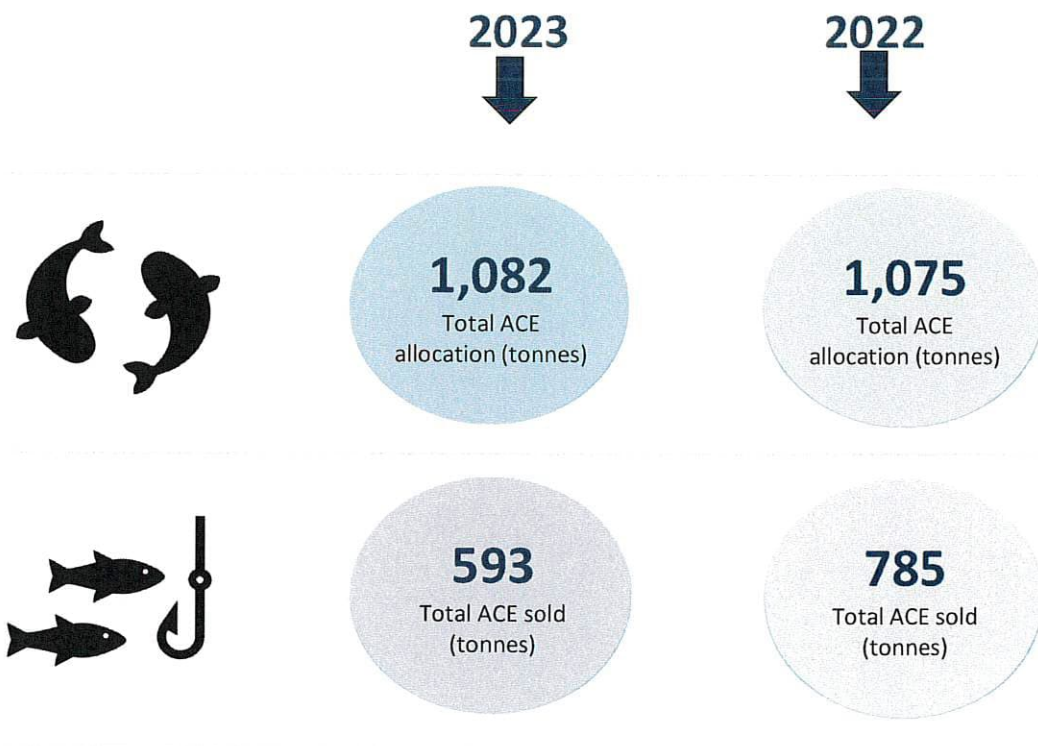 2023
2022
1,082
Total ACE
allocation (tonnes)
1,075
Total ACE
allocation (tonnes)
593
Total ACE sold
(tonnes)
785
Total ACE sold
(tonnes)